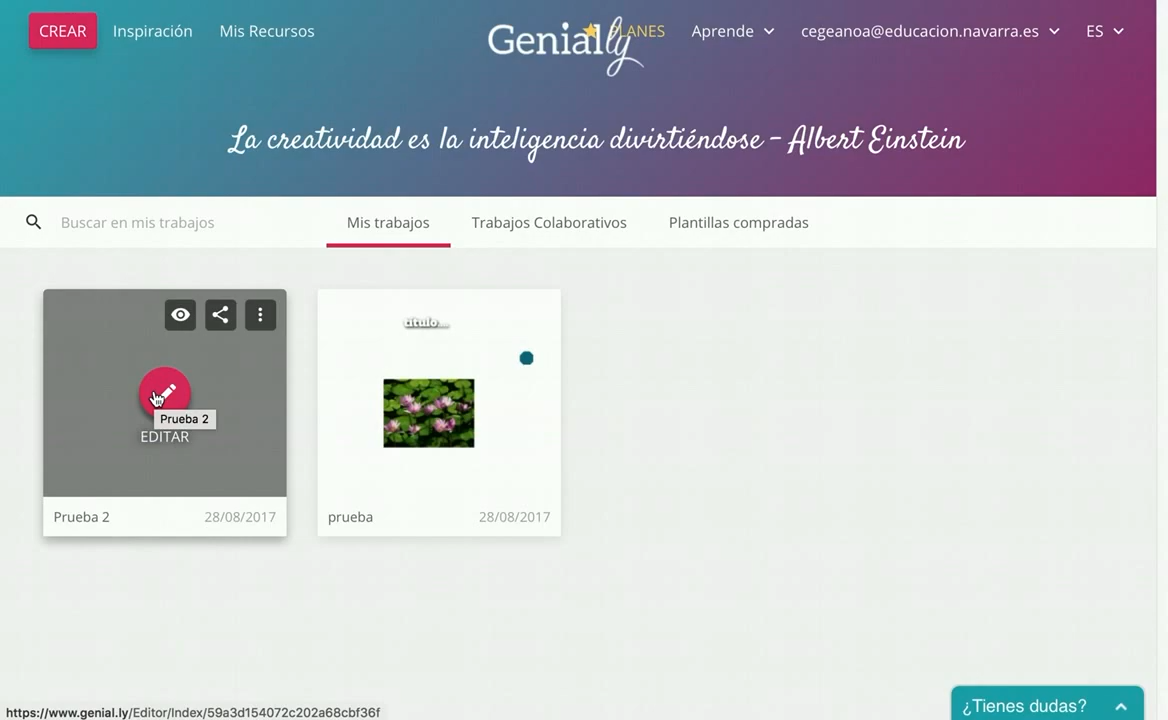 CREAR
Inspiración
Mis Recursos
Genially
PLANES
Aprende
cegeanoa@educacion.navarra.es
ES
La creatividad es la inteligencia divirtiéndose - Albert Einstein
Buscar en mis trabajos
Mis trabajos
Trabajos Colaborativos
Plantillas compradas
título...
Prueba 2
EDITAR
Prueba 2
28/08/2017
prueba
28/08/2017
https://www.genial.ly/Editor/Index/59a3d154072c202a68cbf36f
¿Tienes dudas?